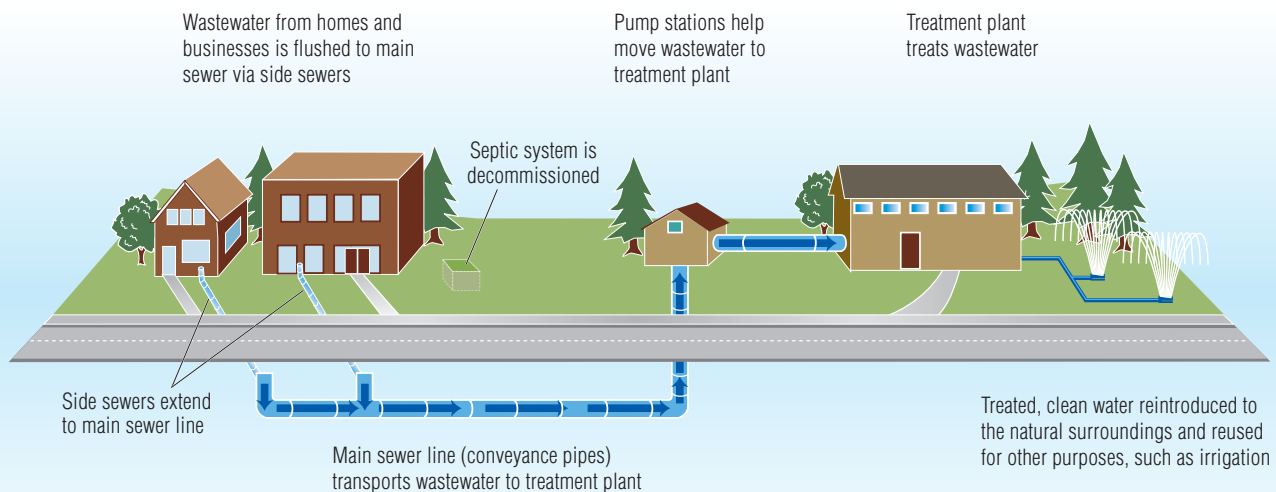 Wastewater from homes and
businesses is flushed to main
sewer via side sewers
Pump stations help
move wastewater to
treatment plant
Treatment plant
treats wastewater
Septic system is
decommissioned
Side sewers extend
to main sewer line
Main sewer line (conveyance pipes)
transports wastewater to treatment plant
Treated, clean water reintroduced to
the natural surroundings and reused
for other purposes, such as irrigation